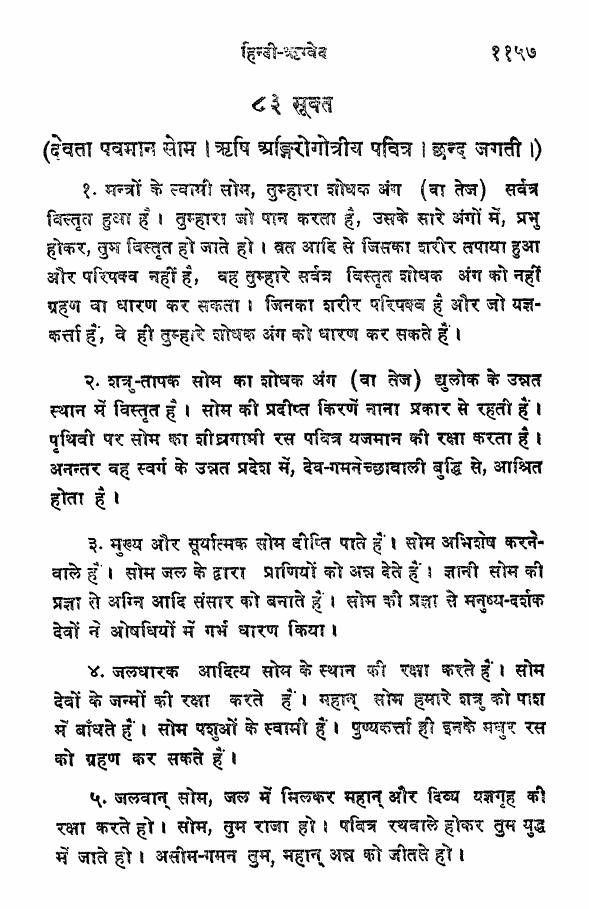 हिन्दी-ऋग्वेद ११५७
८३ सूक्त
(देवता पवमान सोम। ऋषि अङ्गिरोगोत्रीय पवित्र। छन्द जगती।)
१. मन्त्रों के स्वामी सोम, तुम्हारा शोधक अंग (वा तेज) सर्वत्र
विस्तृत हुआ है। तुम्हारा जो पान करता है, उसके सारे अंगों में, प्रभु
होकर, तुम विस्तृत हो जाते हो। व्रत आदि से जिसका शरीर तपाया हुआ
और परिपक्व नहीं है, वह तुम्हारे सर्वत्र विस्तृत शोधक अंग को नहीं
ग्रहण वा धारण कर सकता। जिनका शरीर परिपक्व है और जो यज्ञ-
कर्त्ता हैं, वे ही तुम्हारे शोधक अंग को धारण कर सकते हैं।
२. शत्रु-तापक सोम का शोधक अंग (वा तेज) द्युलोक के उन्नत
स्थान में विस्तृत है। सोम की प्रदीप्त किरणें नाना प्रकार से रहती हैं।
पृथिवी पर सोम का शीघ्रगामी रस पवित्र यजमान की रक्षा करता है।
अनन्तर वह स्वर्ग के उन्नत प्रदेश में, देव-गमनेच्छावाली बुद्धि से, आश्रित
होता है।
३. मुख्य और सूर्यात्मक सोम दीप्ति पाते हैं। सोम अभिशेष करने-
वाले हैं। सोम जल के द्वारा प्राणियों को अन्न देते हैं। ज्ञानी सोम की
प्रज्ञा से अग्नि आदि संसार को बनाते हैं। सोम की प्रज्ञा से मनुष्य-दर्शक
देवों ने ओषधियों में गर्भ धारण किया।
४. जलधारक आदित्य सोम के स्थान की रक्षा करते हैं। सोम
देवों के जन्मों की रक्षा करते हैं। महान् सोम हमारे शत्रु को पाश
में बाँधते हैं। सोम पशुओं के स्वामी हैं। पुण्यकर्त्ता ही इनके मधुर रस
को ग्रहण कर सकते हैं।
५. जलवान् सोम, जल में मिलकर महान् और दिव्य यज्ञगृह की
रक्षा करते हो। सोम, तुम राजा हो। पवित्र रथवाले होकर तुम युद्ध
में जाते हो। असीम-गमन तुम, महान् अन्न को जीतते हो।